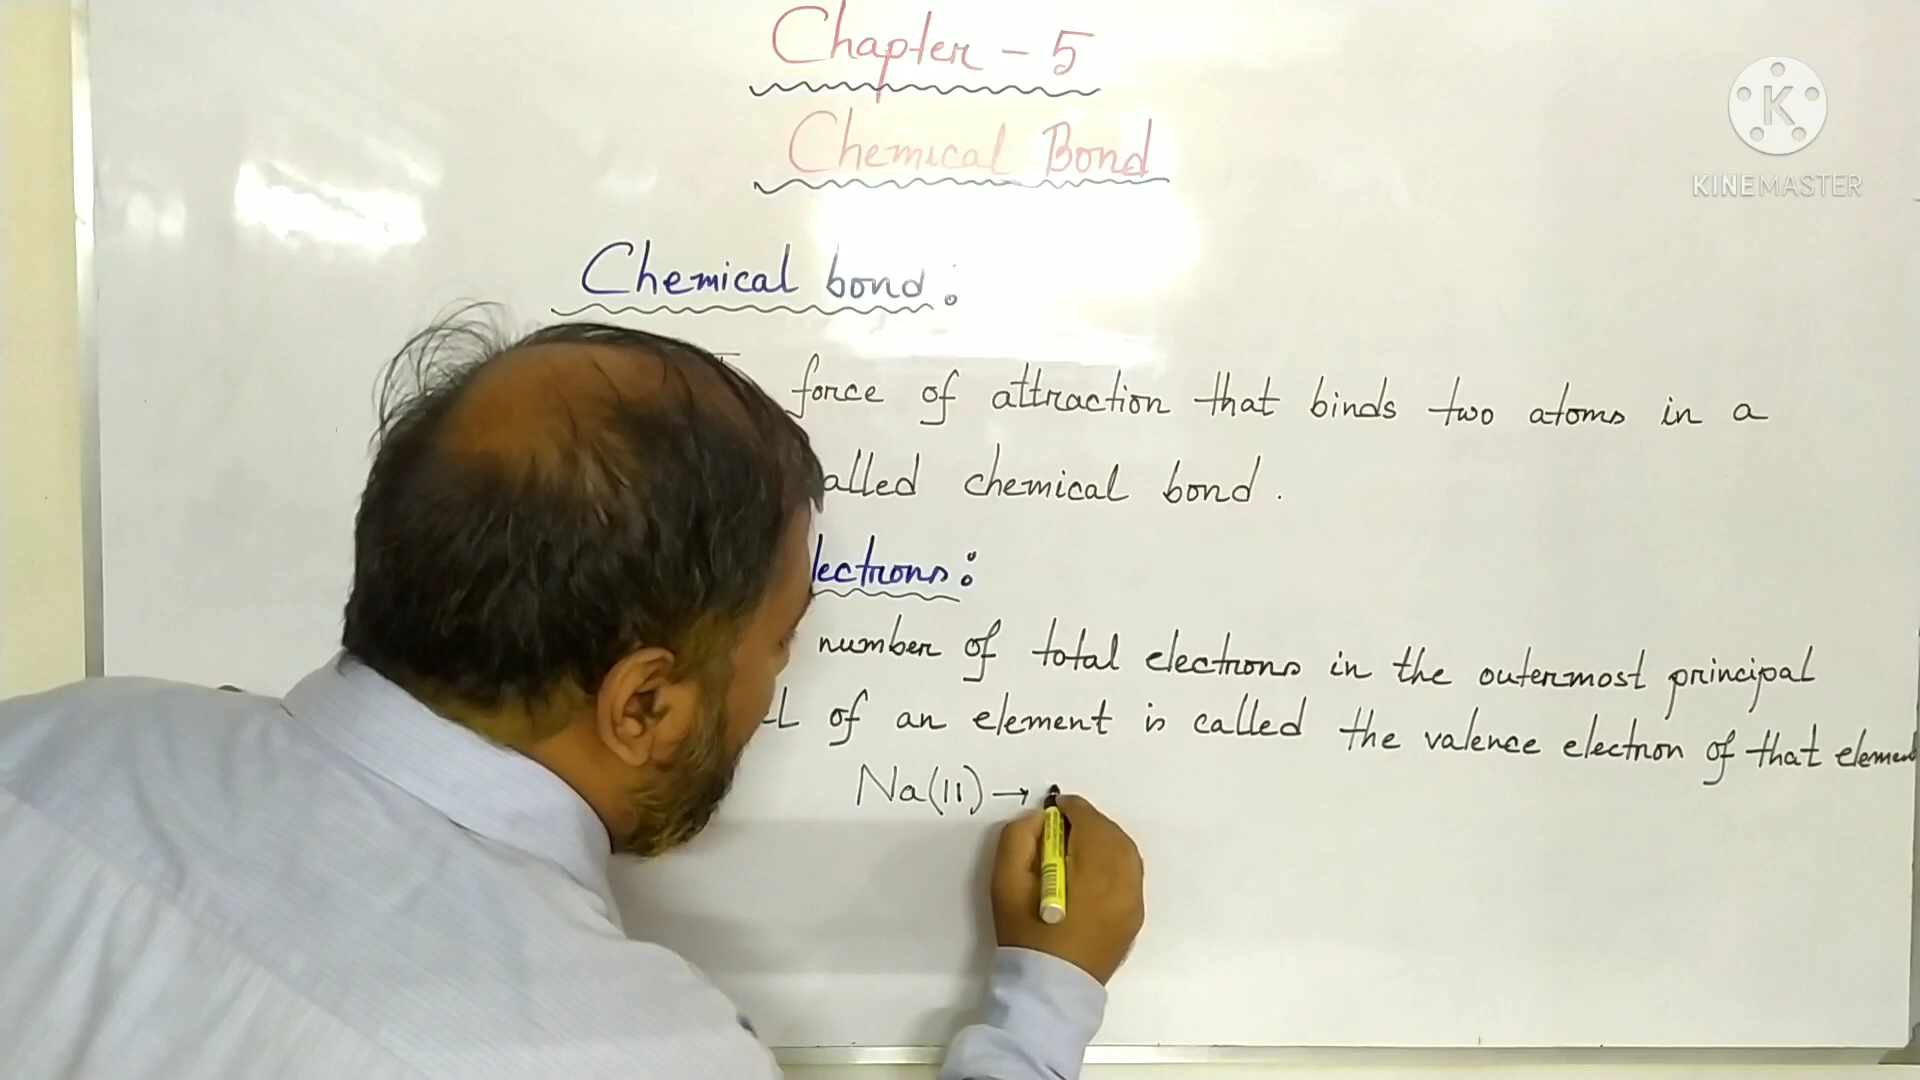 Chapter - 5
Chemical Bond
KINEMASTER
Chemical bond:
force of attraction that binds two atoms in a
alled chemical bond.
lectrons:
number of total electrons in the outermost principal
of an element is called the valence electron of that element
Na(11) →